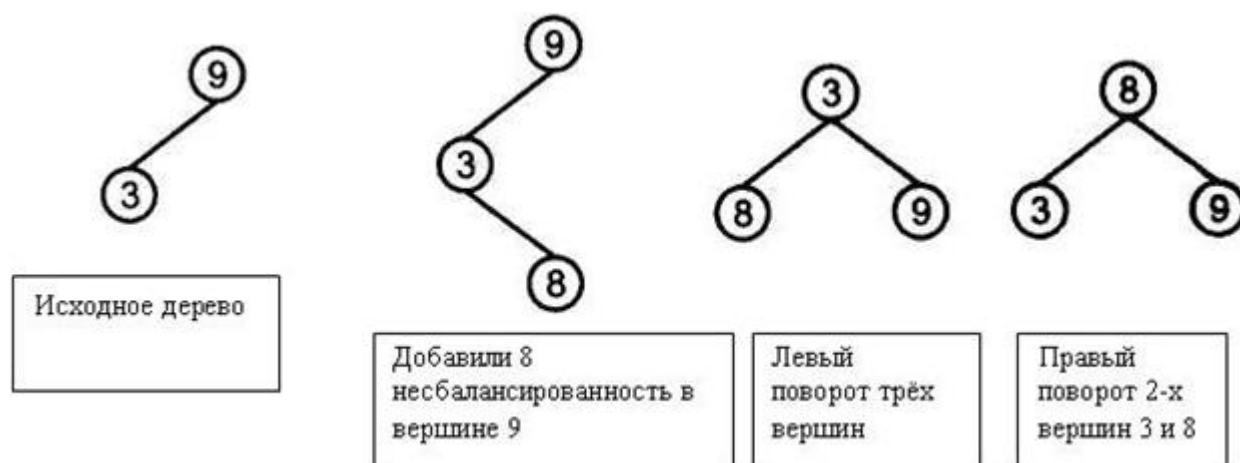 9
3
9
3
8
3
8
9
8
3
9
Исходное дерево
Добавили 8
несбалансированность в
вершине 9
Левый
поворот трёх
вершин
Правый
поворот 2-х
вершин 3 и 8